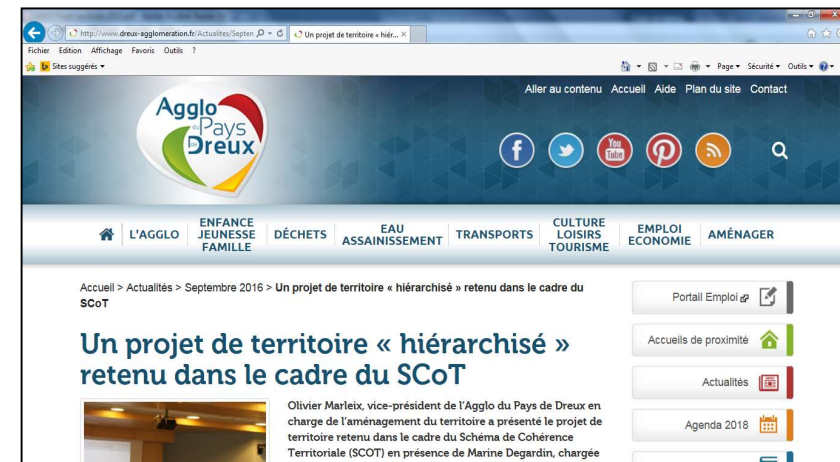 http://www.dreux-agglomeration.fr/Actualites/Septen
Un projet de territoire « hiér...
Fichier Edition Affichage Favoris Outils ?
Sites suggérés
Page Sécurité Outils
Aller au contenu Accueil Aide Plan du site Contact
Agglo
du Pays
de Dreux
You
Tube
L'AGGLO
ENFANCE
JEUNESSE
FAMILLE
DÉCHETS
EAU
ASSAINISSEMENT
TRANSPORTS
CULTURE
LOISIRS
TOURISME
EMPLOI
ECONOMIE
AMÉNAGER
Accueil > Actualités > Septembre 2016 > Un projet de territoire « hiérarchisé » retenu dans le cadre du
SCoT
Un projet de territoire « hiérarchisé »
retenu dans le cadre du SCoT
Olivier Marleix, vice-président de l'Agglo du Pays de Dreux en
charge de l'aménagement du territoire a présenté le projet de
territoire retenu dans le cadre du Schéma de Cohérence
Territoriale (SCOT) en présence de Marine Degardin, chargée
Portail Emploi
Accueils de proximité
Actualités
Agenda 2018